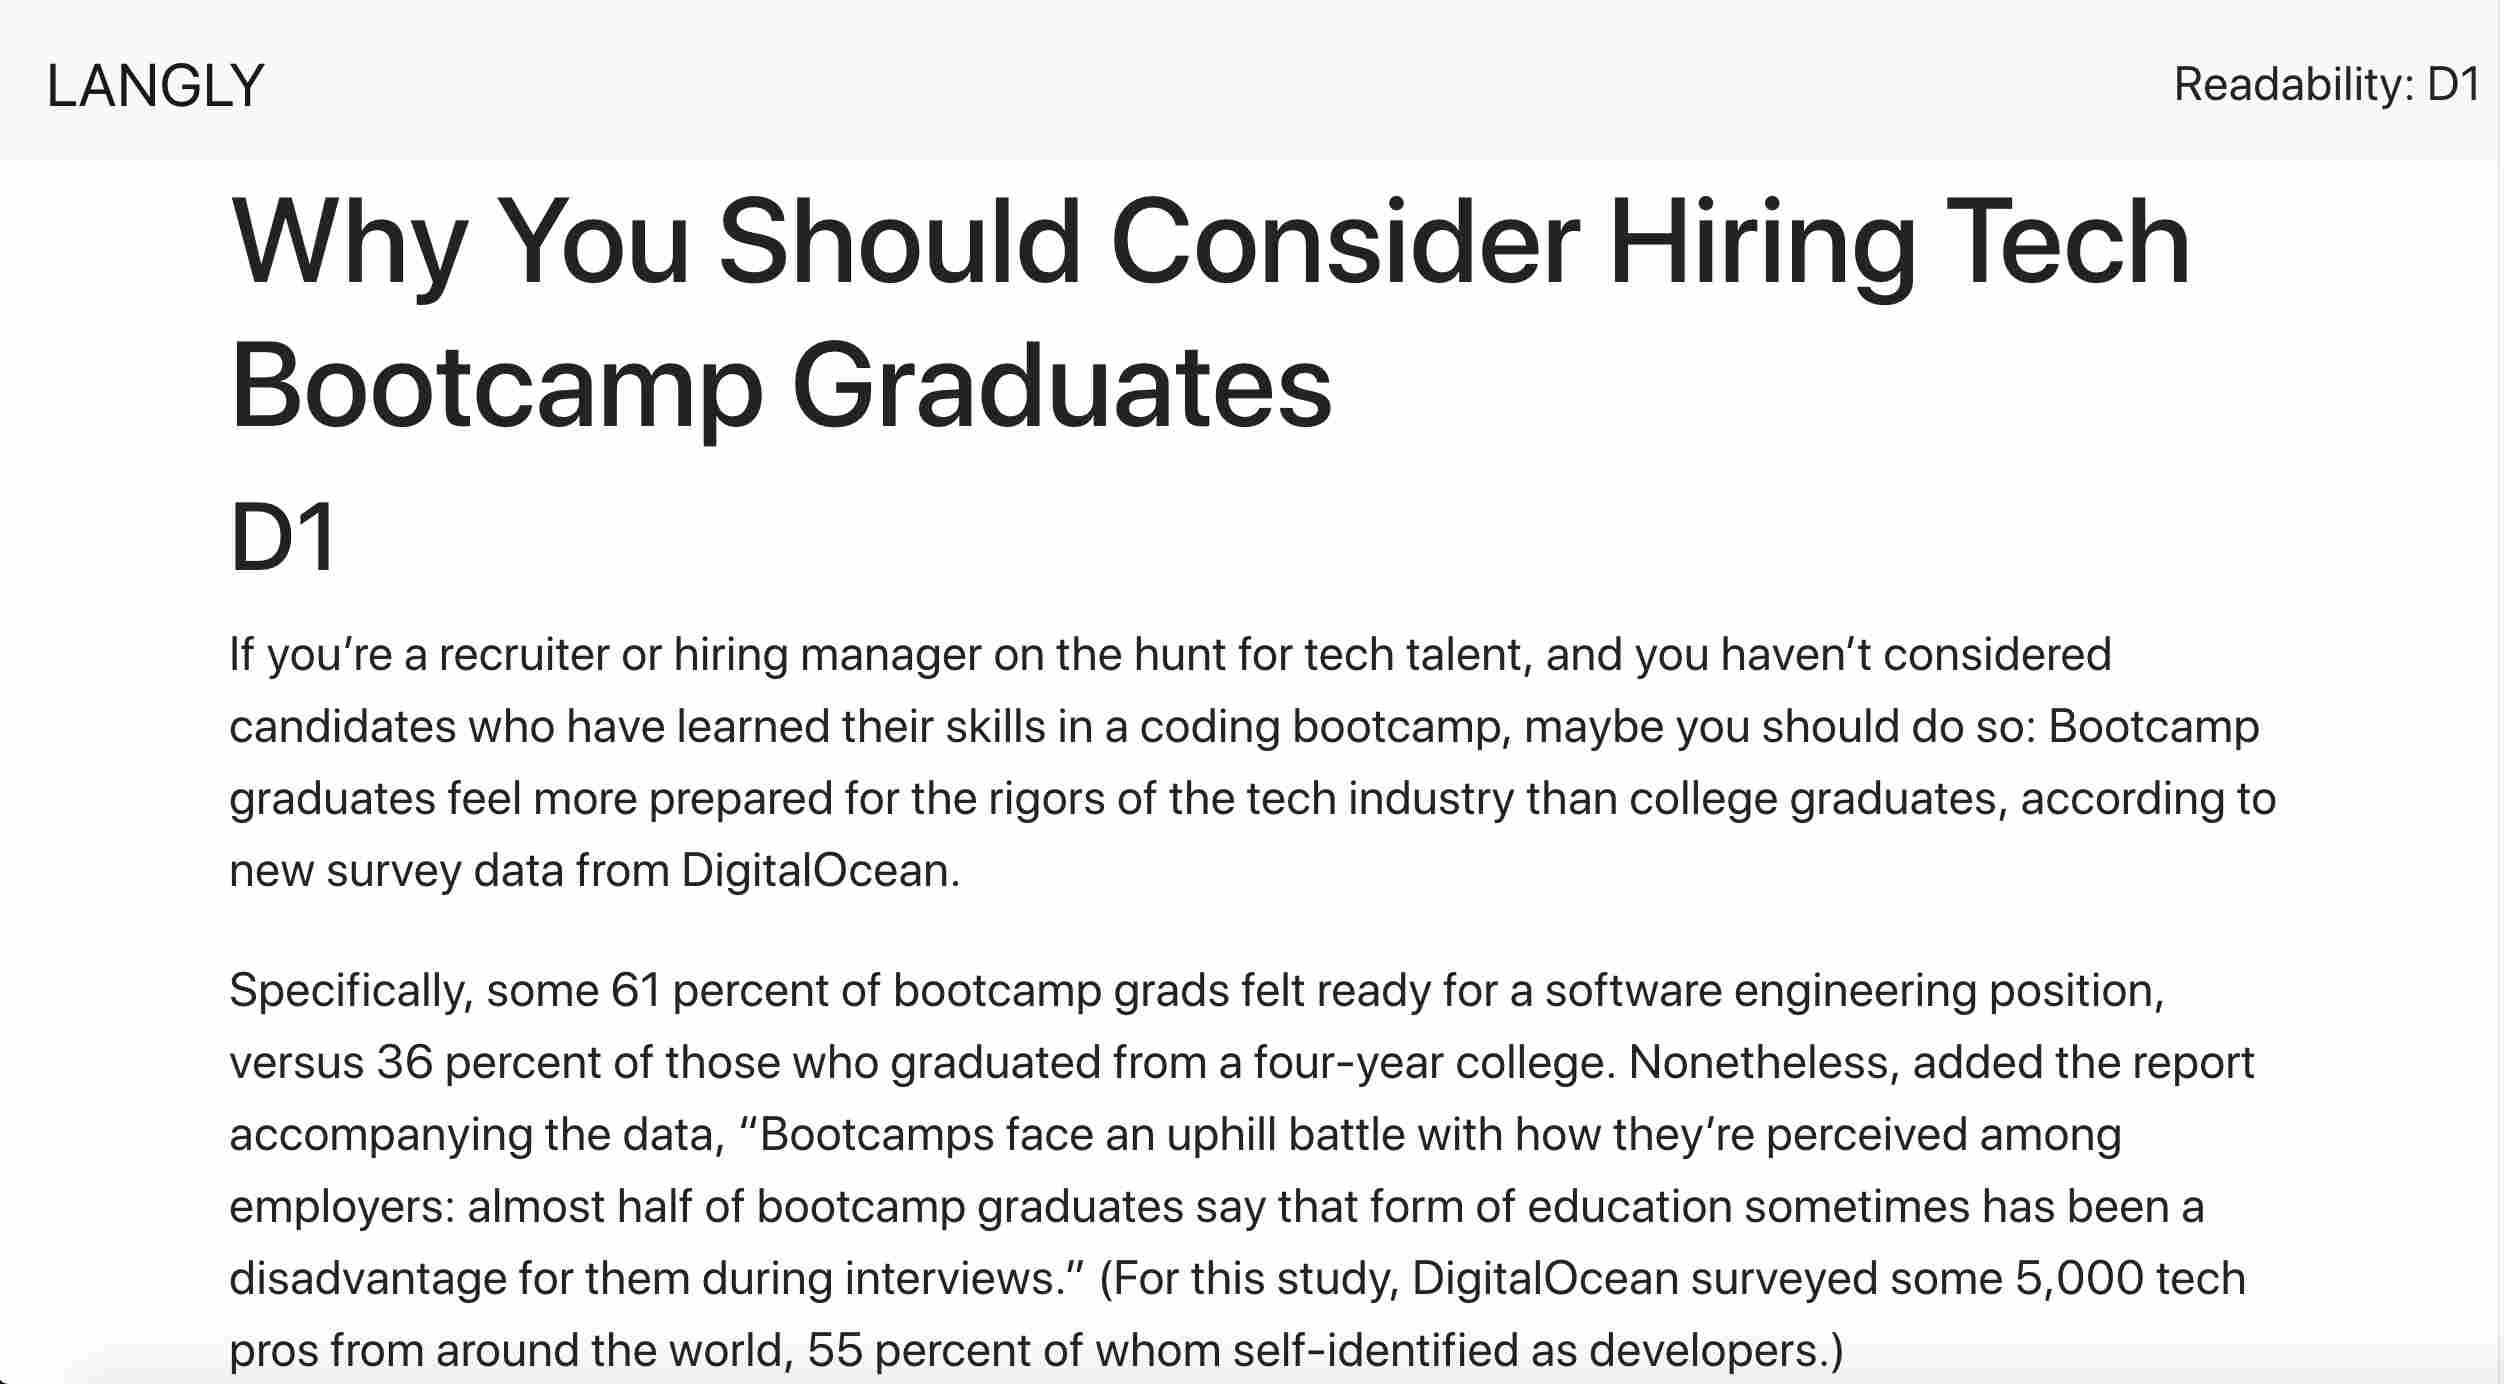 LANGLY
Readability: D1
Why You Should Consider Hiring Tech
Bootcamp Graduates
D1
If you’re a recruiter or hiring manager on the hunt for tech talent, and you haven’t considered
candidates who have learned their skills in a coding bootcamp, maybe you should do so: Bootcamp
graduates feel more prepared for the rigors of the tech industry than college graduates, according to
new survey data from DigitalOcean.
Specifically, some 61 percent of bootcamp grads felt ready for a software engineering position,
versus 36 percent of those who graduated from a four-year college. Nonetheless, added the report
accompanying the data, “Bootcamps face an uphill battle with how they’re perceived among
employers: almost half of bootcamp graduates say that form of education sometimes has been a
disadvantage for them during interviews.” (For this study, DigitalOcean surveyed some 5,000 tech
pros from around the world, 55 percent of whom self-identified as developers.)